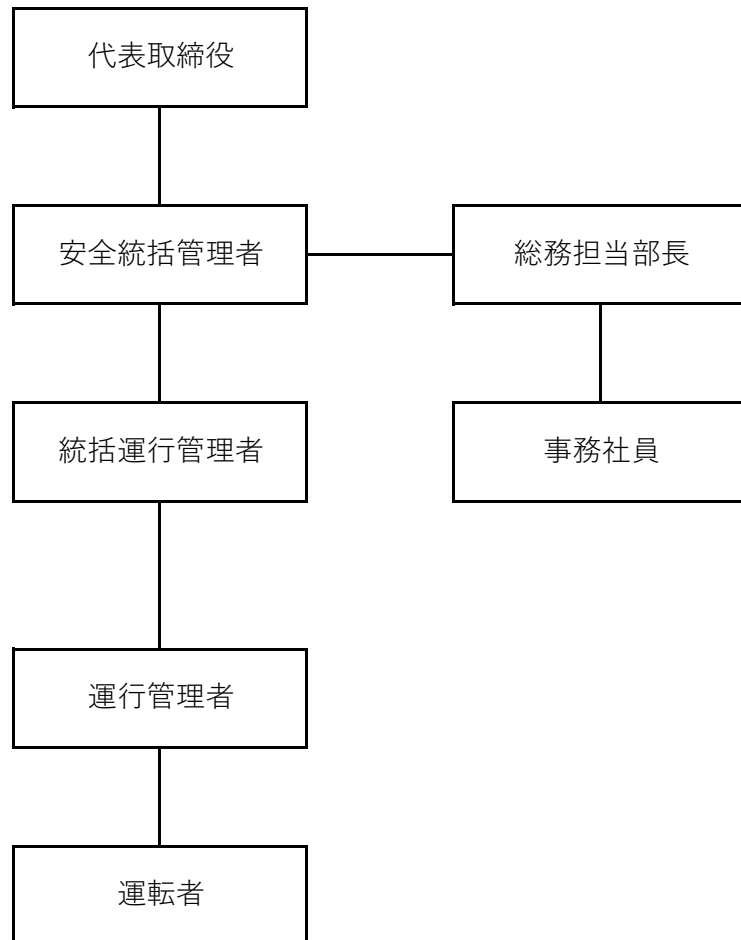 代表取締役
安全統括管理者
総務担当部長
統括運行管理者
事務社員
運行管理者
運転者